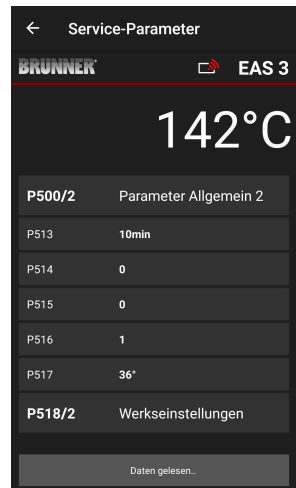 ← Service-Parameter
BRUNNER EAS 3
142°C
P500/2 Parameter Allgemein 2
P513 10min
P514 0
P515 0
P516 1
P517 36°
P518/2 Werkseinstellungen
Daten gelesen..